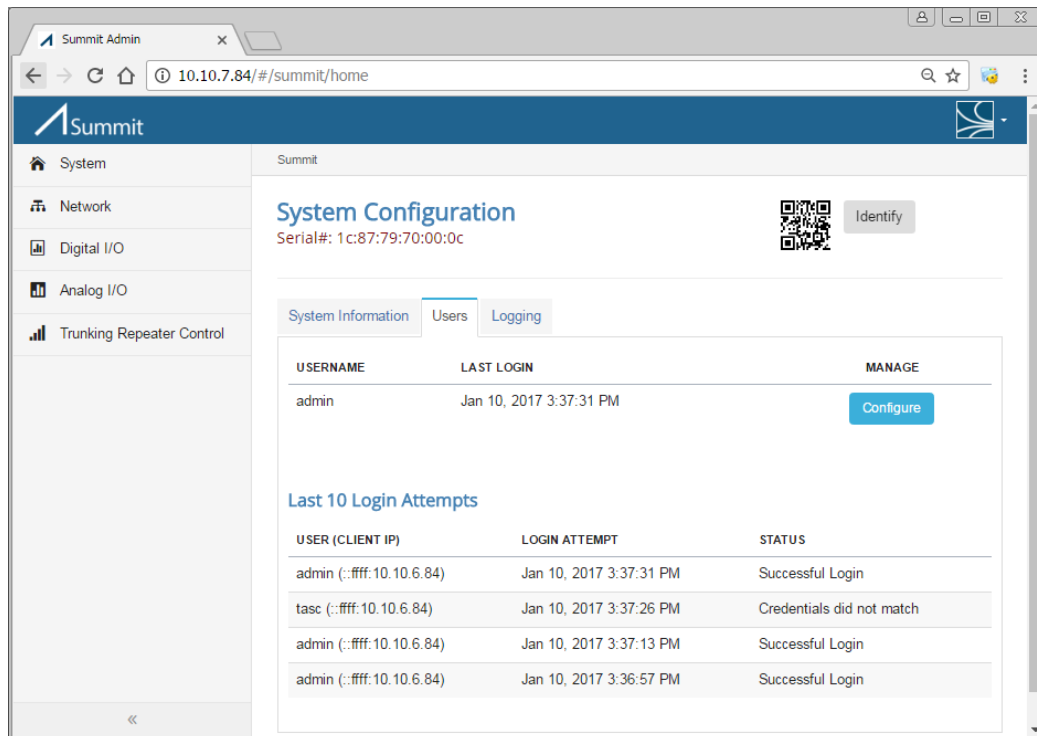 Summit Admin
10.10.7.84/#/summit/home
Summit
System
Network
Digital I/O
Analog I/O
Trunking Repeater Control
Summit
System Configuration
Serial#: 1c:87:79:70:00:0c
Identify
System Information Users Logging
USERNAME LAST LOGIN MANAGE
admin Jan 10, 2017 3:37:31 PM Configure
Last 10 Login Attempts
USER (CLIENT IP) LOGIN ATTEMPT STATUS
admin (::ffff:10.10.6.84) Jan 10, 2017 3:37:31 PM Successful Login
tasc (::ffff:10.10.6.84) Jan 10, 2017 3:37:26 PM Credentials did not match
admin (::ffff:10.10.6.84) Jan 10, 2017 3:37:13 PM Successful Login
admin (::ffff:10.10.6.84) Jan 10, 2017 3:36:57 PM Successful Login